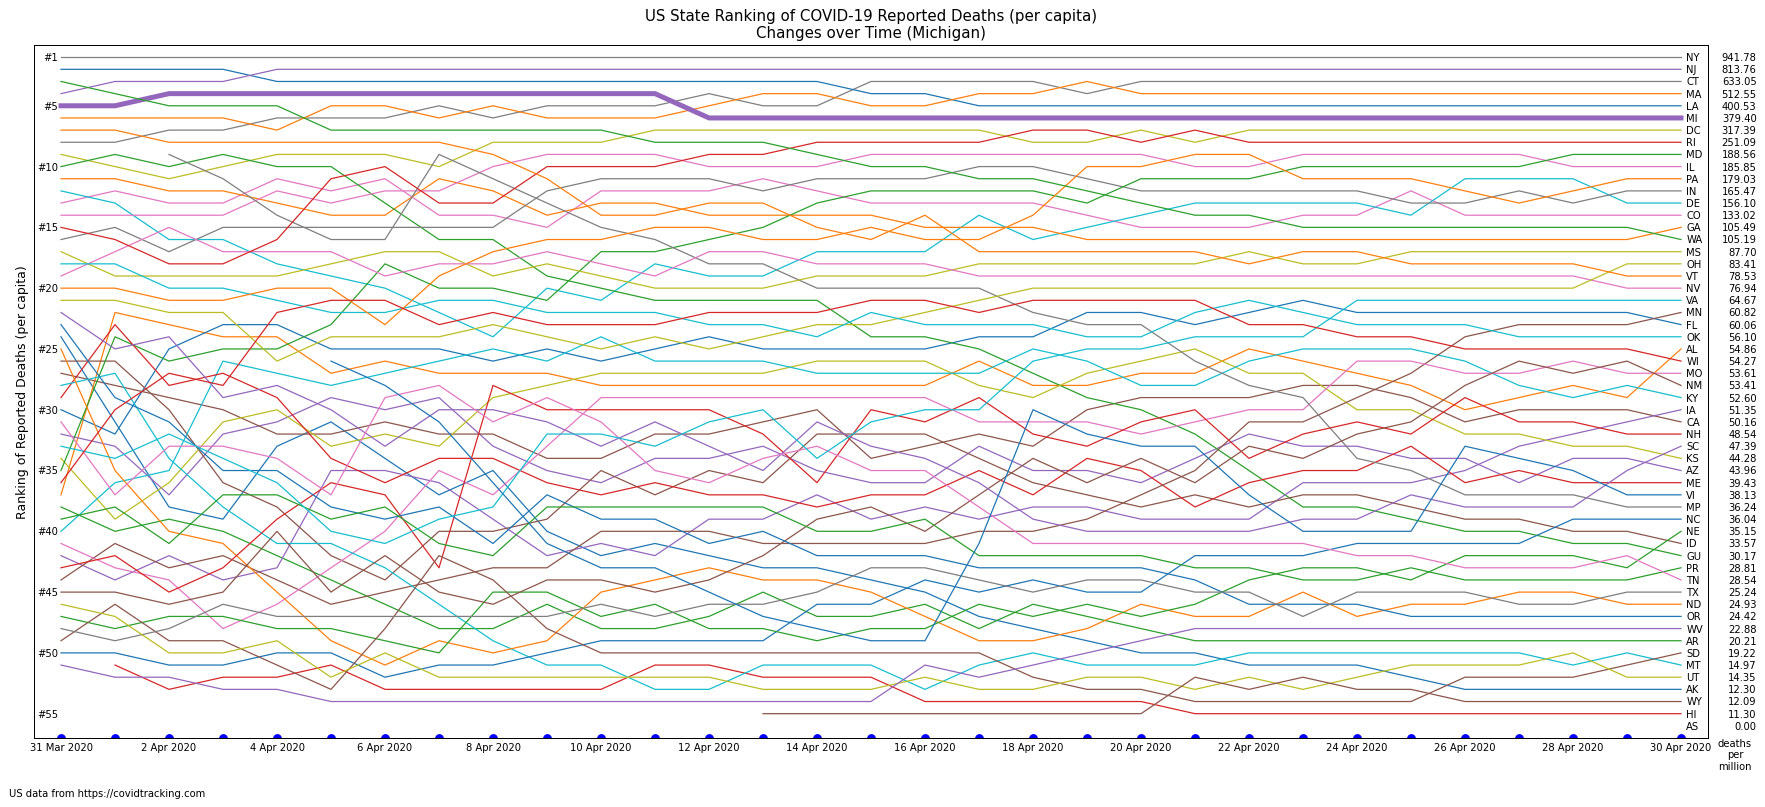 US State Ranking of COVID-19 Reported Deaths (per capita)
Changes over Time (Michigan)
Ranking of Reported Deaths (per capita)
#1
#5
#10
#15
#20
#25
#30
#35
#40
#45
#50
#55
NY 941.78
NJ 813.76
CT 633.05
MA 512.55
LA 400.53
MI 379.40
DC 317.39
RI 251.09
MD 188.56
IL 185.85
PA 179.03
IN 165.47
DE 156.10
CO 133.02
GA 105.49
WA 105.19
MS 87.70
OH 83.41
VT 78.53
NV 76.94
VA 64.67
MN 60.82
FL 60.06
OK 56.10
AL 54.86
WI 54.27
MO 53.61
NM 53.41
KY 52.60
IA 51.35
CA 50.16
NH 48.54
SC 47.39
KS 44.28
AZ 43.96
ME 39.43
VI 38.13
MP 36.24
NC 36.04
NE 35.15
ID 33.57
GU 30.17
PR 28.81
TN 28.54
TX 25.24
ND 24.93
OR 24.42
WV 22.88
AR 20.21
SD 19.22
MT 14.97
UT 14.35
AK 12.30
WY 12.09
HI 11.30
AS 0.00
31 Mar 2020 2 Apr 2020 4 Apr 2020 6 Apr 2020 8 Apr 2020 10 Apr 2020 12 Apr 2020 14 Apr 2020 16 Apr 2020 18 Apr 2020 20 Apr 2020 22 Apr 2020 24 Apr 2020 26 Apr 2020 28 Apr 2020 30 Apr 2020
deaths
per
million
US data from https://covidtracking.com